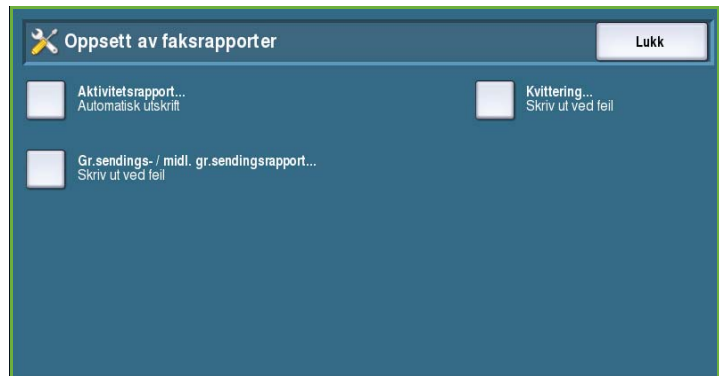 Oppsett av faksrapporter
Lukk
Aktivitetsrapport...
Automatisk utskrift
Kvittering...
Skriv ut ved feil
Gr.sendings- / midl. gr.sendingsrapport...
Skriv ut ved feil